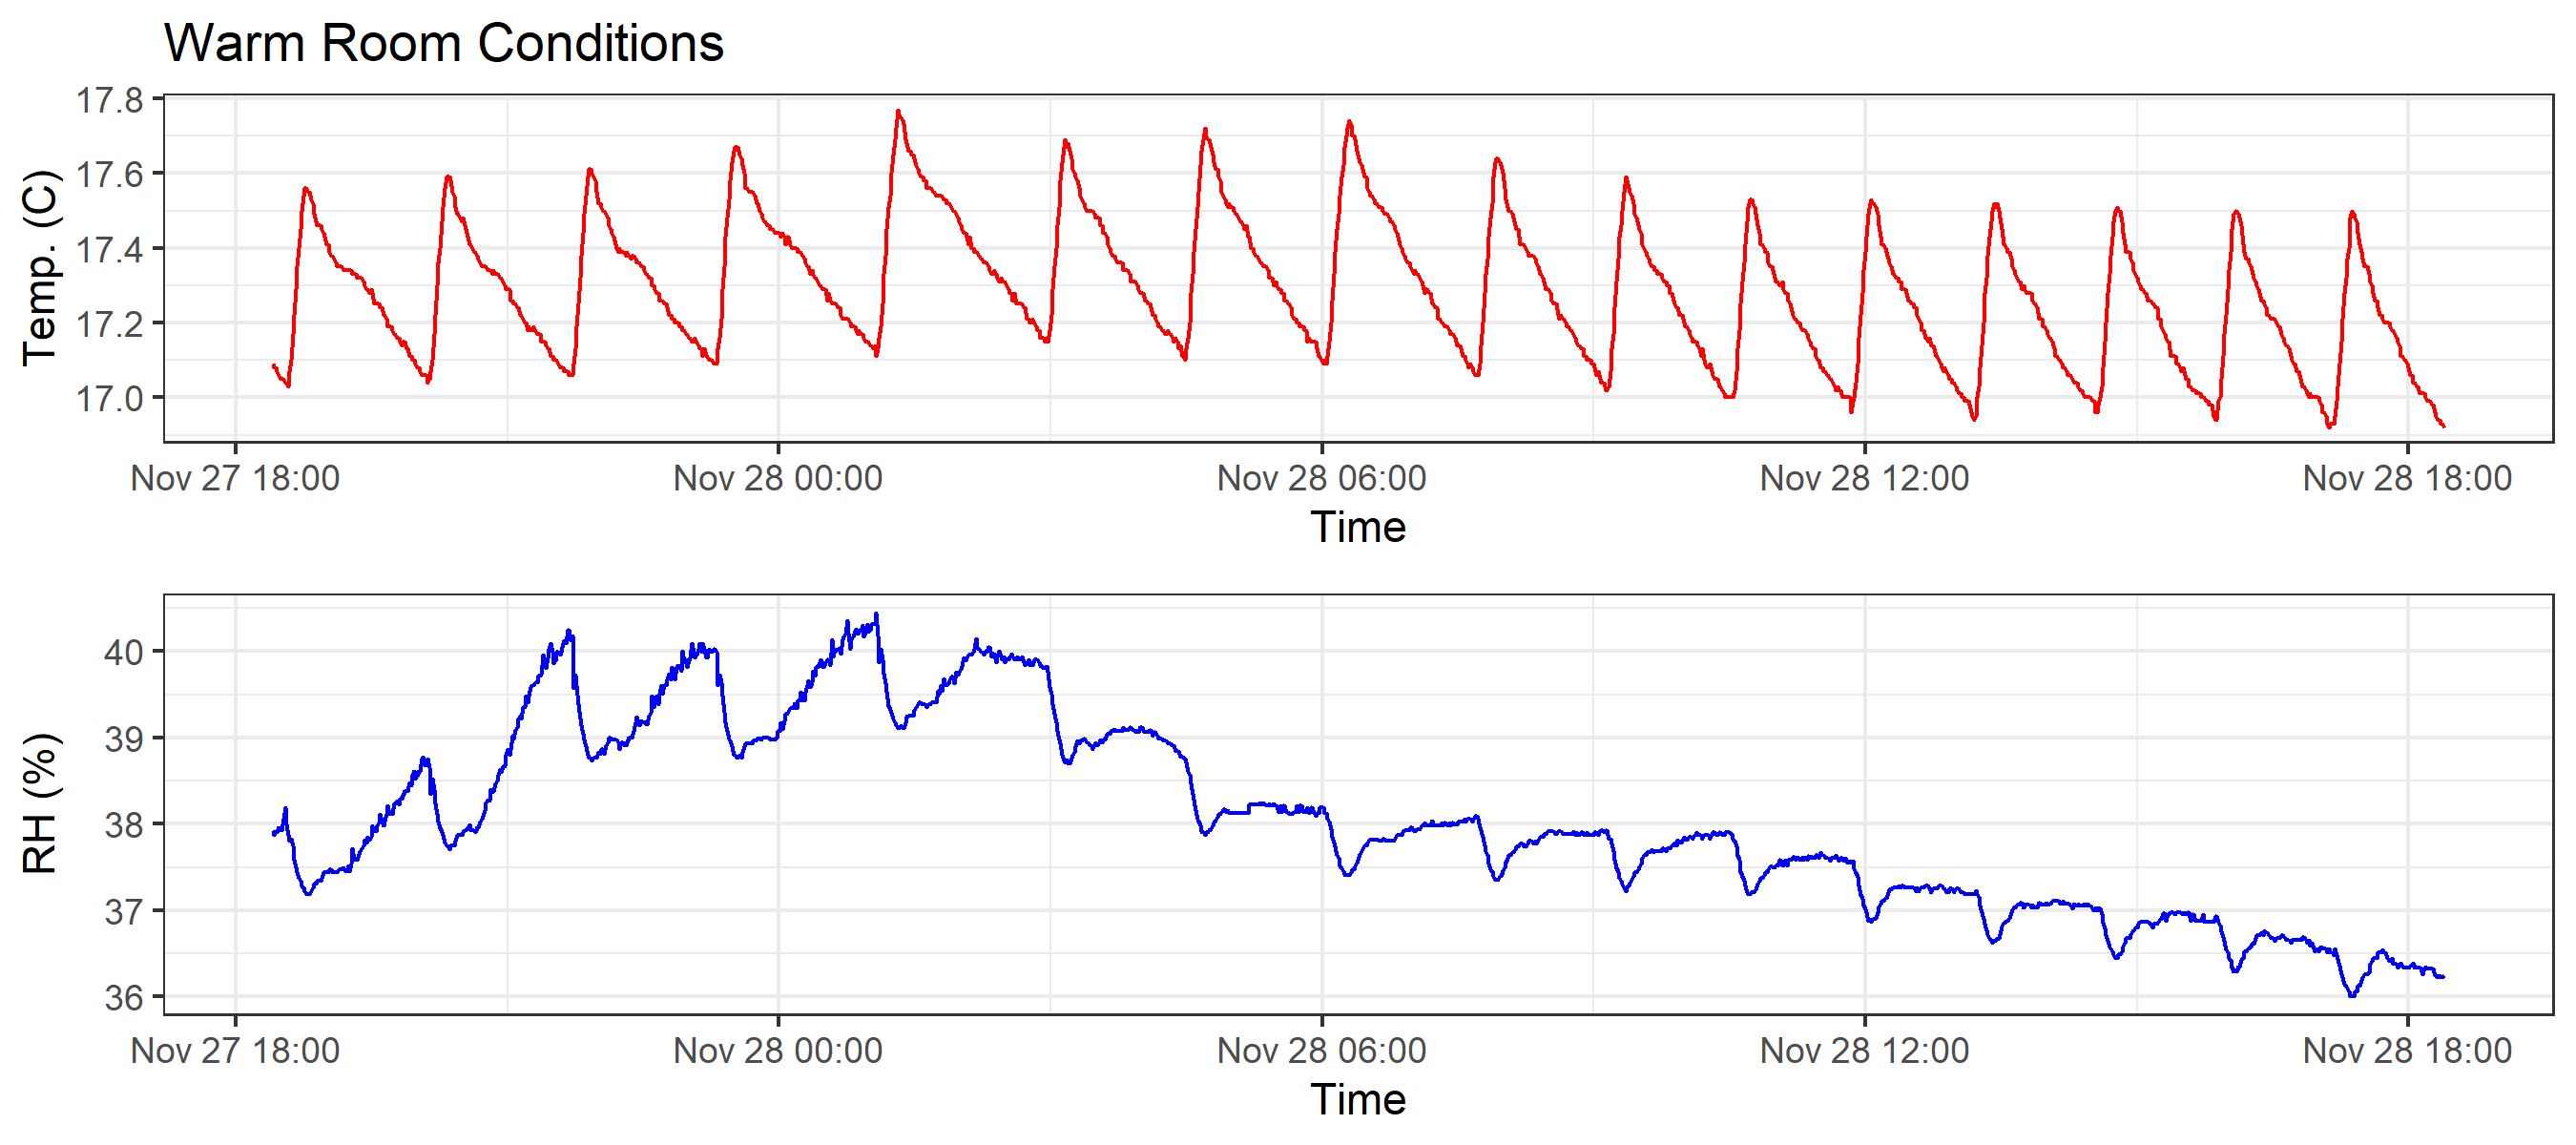 Warm Room Conditions
17.8
17.6
17.4
17.2
17.0
Temp. (C)
Nov 27 18:00 Nov 28 00:00 Nov 28 06:00 Nov 28 12:00 Nov 28 18:00
Time
40
39
38
37
36
RH (%)
Nov 27 18:00 Nov 28 00:00 Nov 28 06:00 Nov 28 12:00 Nov 28 18:00
Time